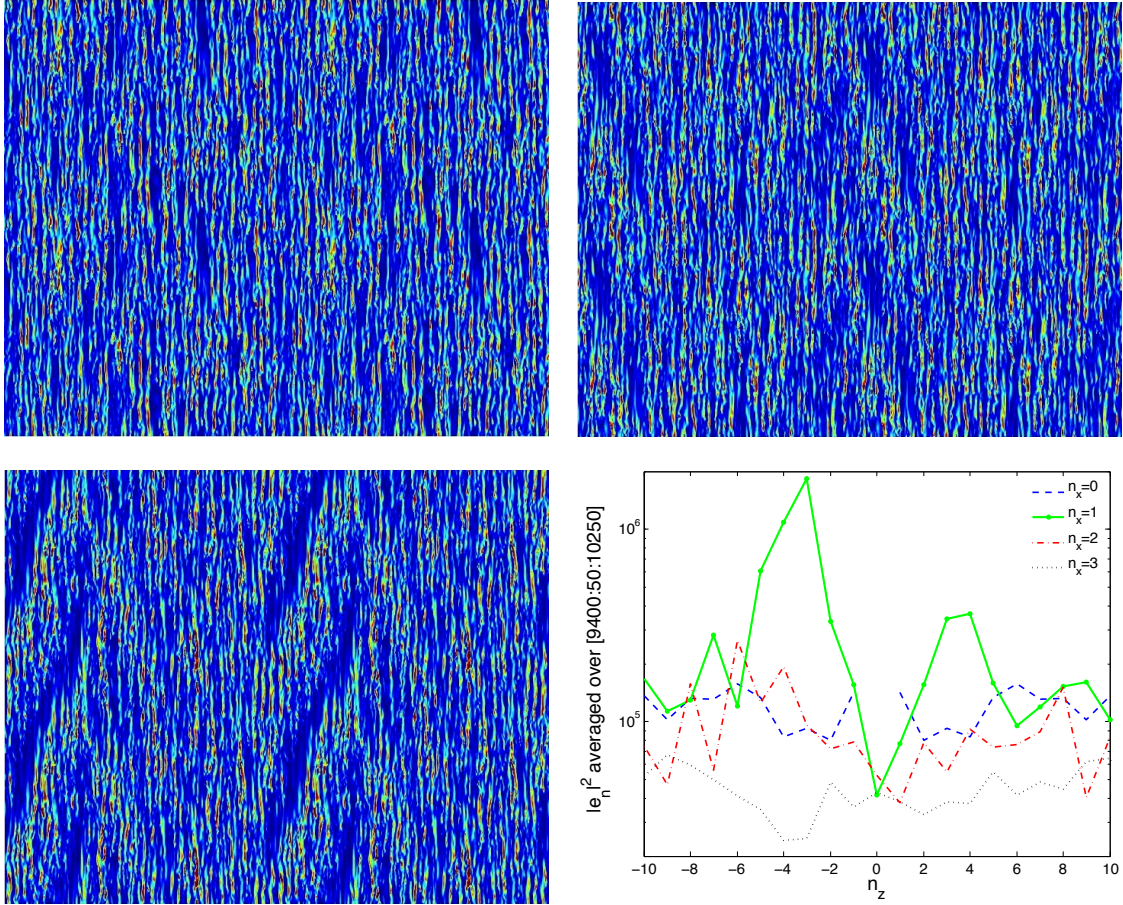 n_x=0
n_x=1
n_x=2
n_x=3
10^6
10^5
|e_n|^2 averaged over [9400:50:10250]
−10 −8 −6 −4 −2 0 2 4 6 8 10
n_z